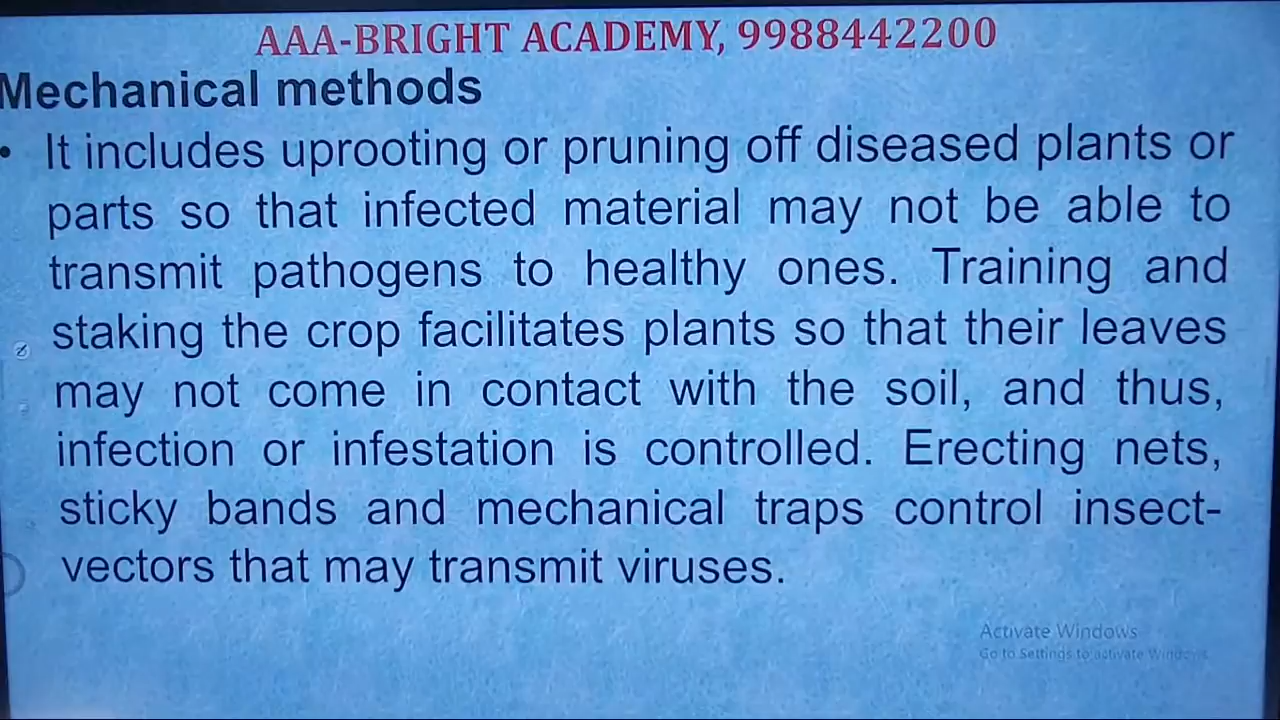 AAA-BRIGHT ACADEMY, 9988442200
Mechanical methods
• It includes uprooting or pruning off diseased plants or
parts so that infected material may not be able to
transmit pathogens to healthy ones. Training and
staking the crop facilitates plants so that their leaves
may not come in contact with the soil, and thus,
infection or infestation is controlled. Erecting nets,
sticky bands and mechanical traps control insect-
vectors that may transmit viruses.
Activate Windows
Go to Settings to activate Windows.